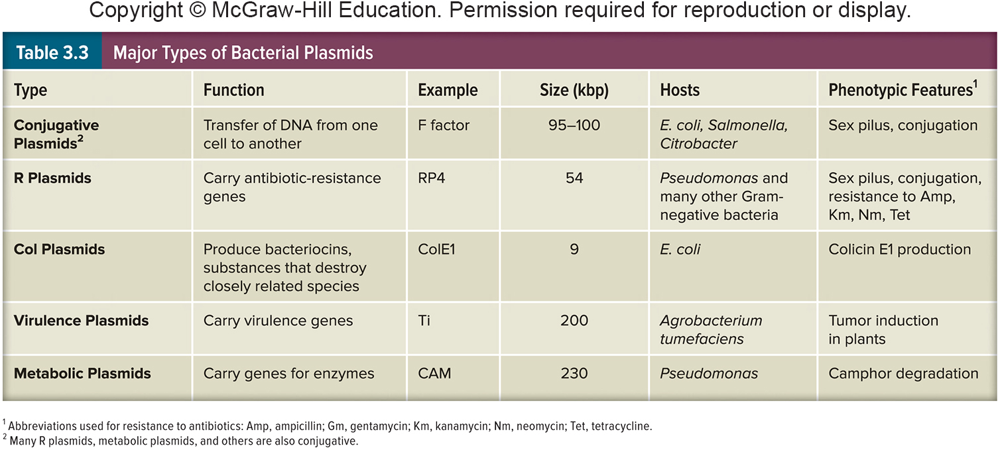 Copyright © McGraw-Hill Education. Permission required for reproduction or display.
Table 3.3 Major Types of Bacterial Plasmids
Type Function Example Size (kbp) Hosts Phenotypic Features1
Conjugative Transfer of DNA from one F factor 95–100 E. coli, Salmonella, Sex pilus, conjugation
Plasmids2 cell to another Citrobacter
R Plasmids Carry antibiotic-resistance RP4 54 Pseudomonas and Sex pilus, conjugation,
genes many other Gram- resistance to Amp,
negative bacteria Km, Nm, Tet
Col Plasmids Produce bacteriocins, ColE1 9 E. coli Colicin E1 production
substances that destroy
closely related species
Virulence Plasmids Carry virulence genes Ti 200 Agrobacterium Tumor induction
tumefaciens in plants
Metabolic Plasmids Carry genes for enzymes CAM 230 Pseudomonas Camphor degradation
1 Abbreviations used for resistance to antibiotics: Amp, ampicillin; Gm, gentamycin; Km, kanamycin; Nm, neomycin; Tet, tetracycline.
2 Many R plasmids, metabolic plasmids, and others are also conjugative.